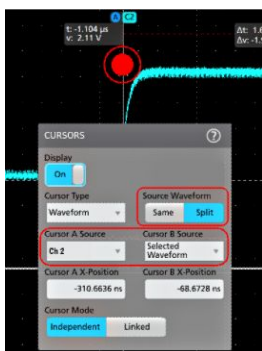 A C2
t: -1.104 µs
v: 2.11 V
Δt: 1.6
Δv: -1.
CURSORS
Display
On
Cursor Type
Source Waveform
Waveform
Same Split
Cursor A Source
Cursor B Source
Ch 2
Selected Waveform
Cursor A X-Position
Cursor B X-Position
-310.6636 ns
-68.6728 ns
Cursor Mode
Independent Linked